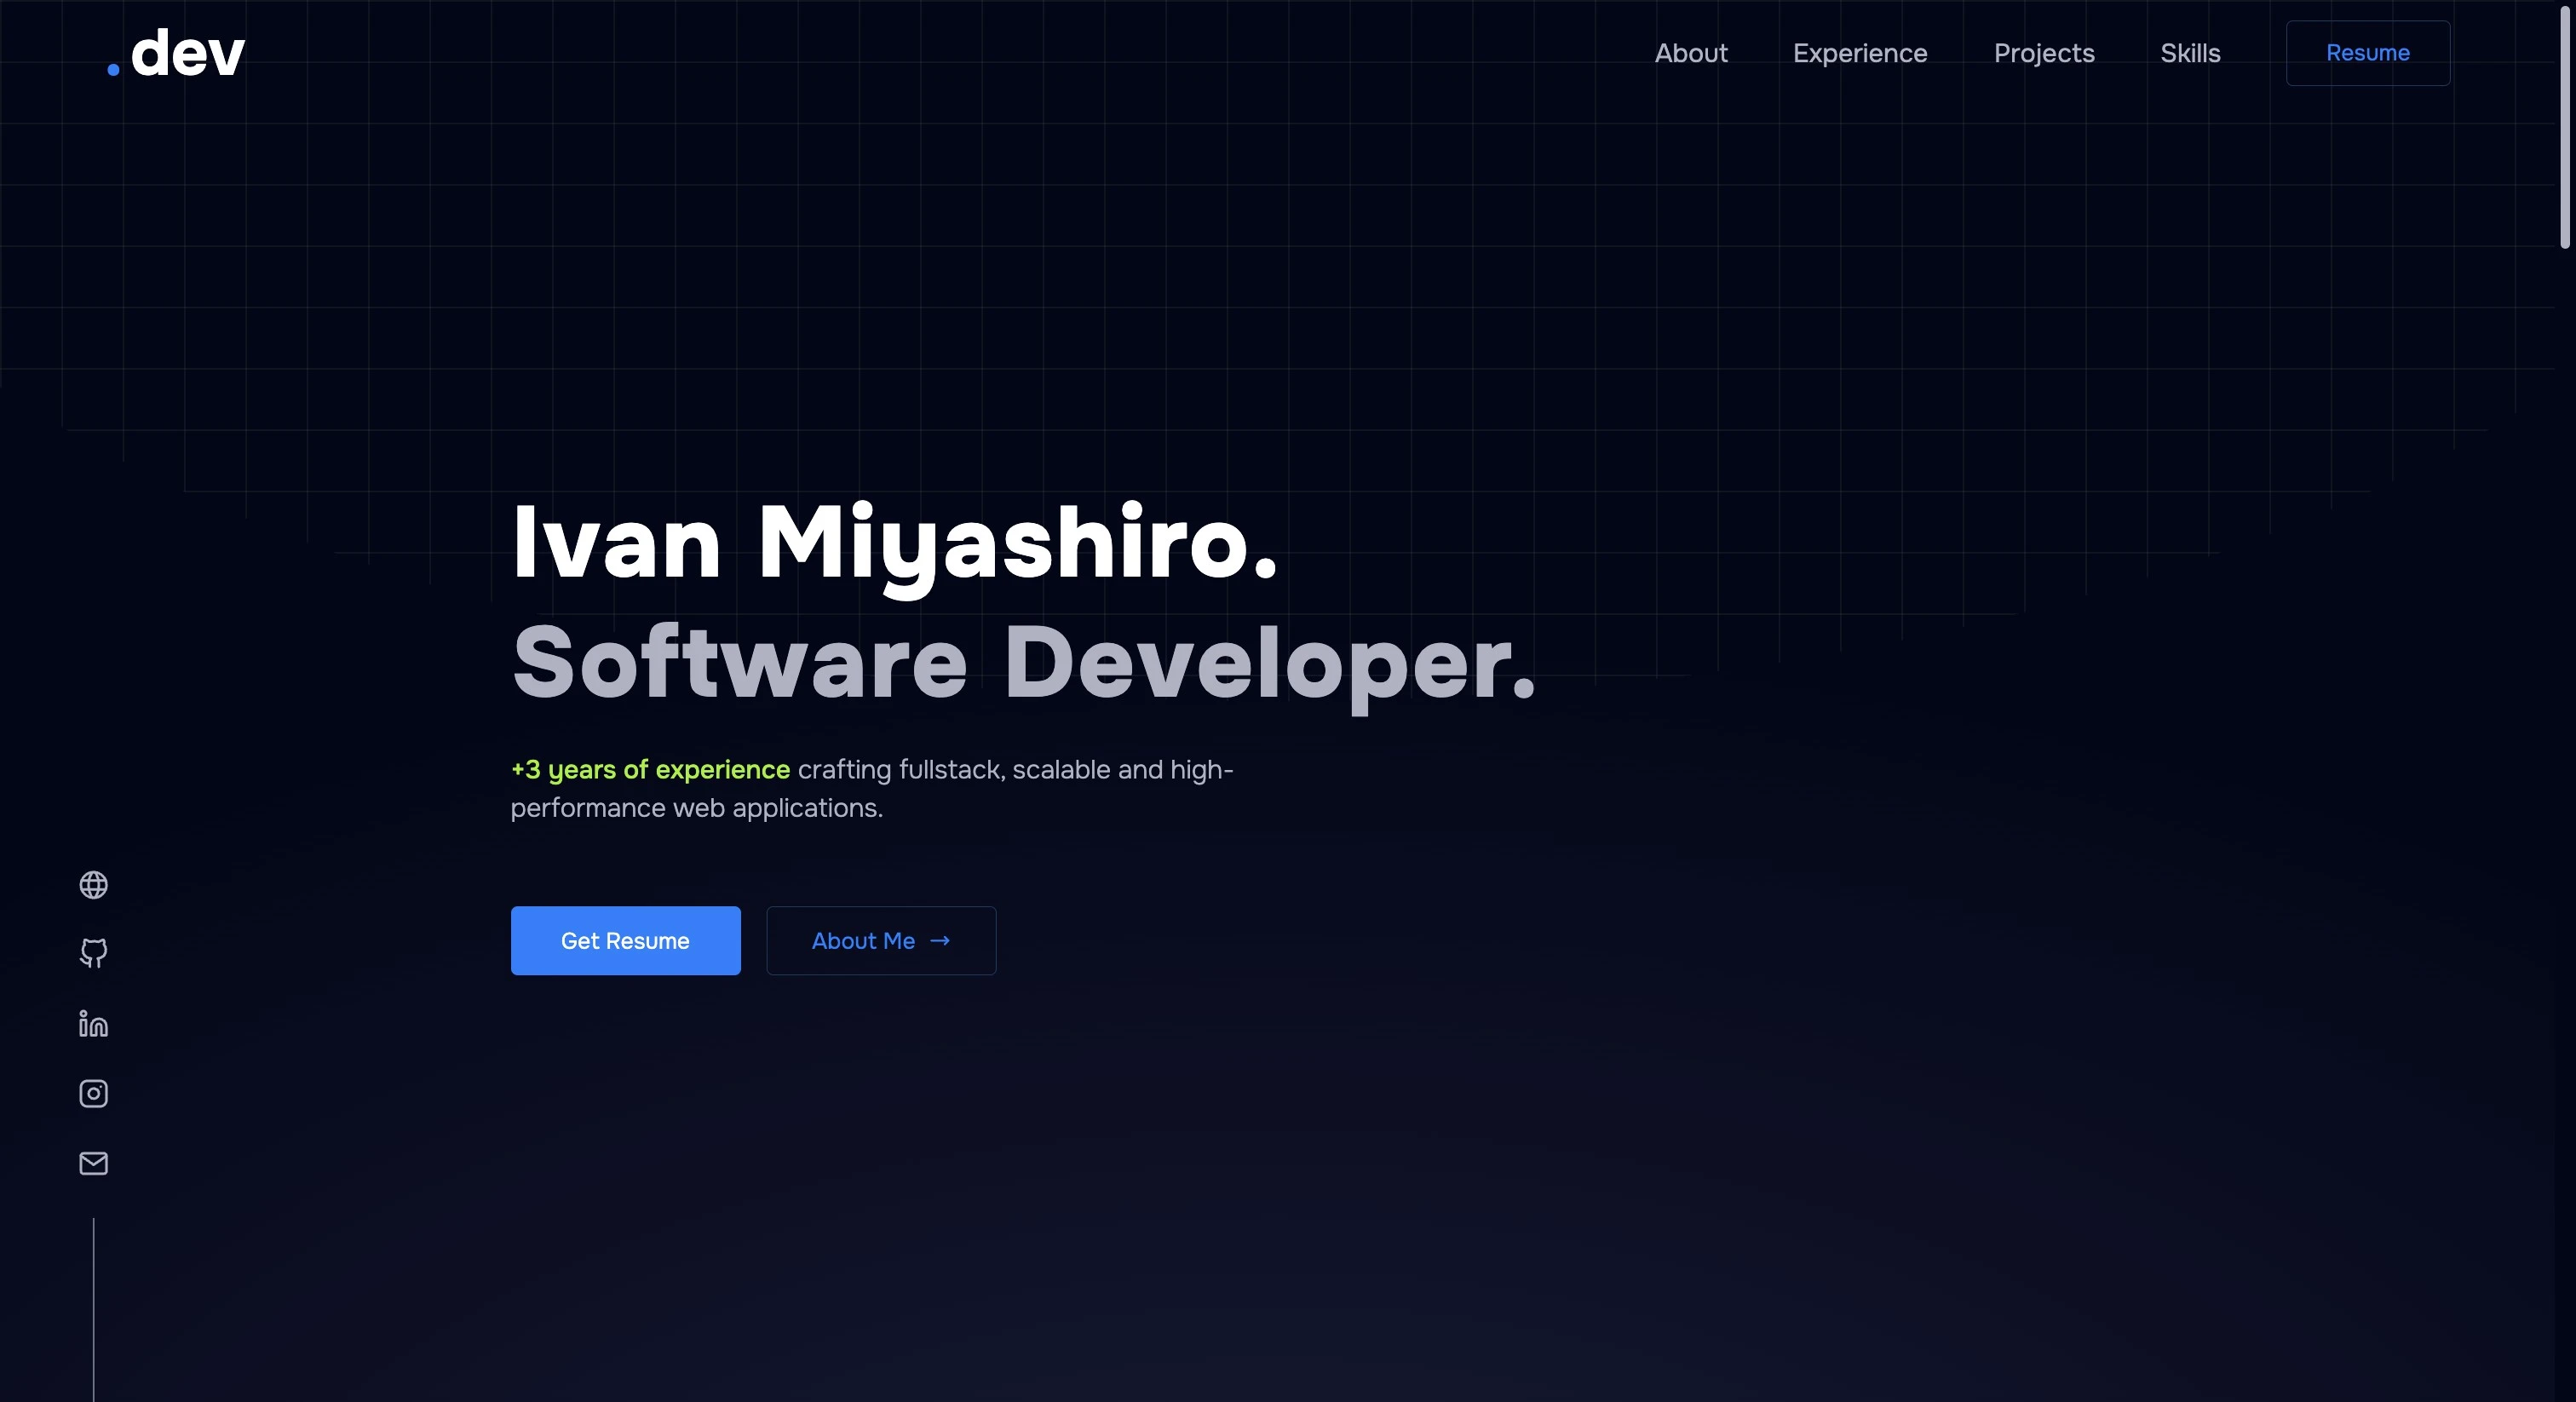 .dev
About
Experience
Projects
Skills
Resume
Ivan Miyashiro.
Software Developer.
+3 years of experience crafting fullstack, scalable and high-
performance web applications.
Get Resume
About Me →